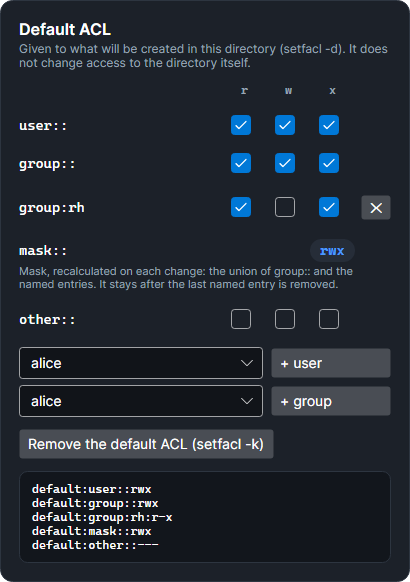 Default ACL
Given to what will be created in this directory (setfacl -d). It does
not change access to the directory itself.
r w x
user::
group::
group:rh
mask:: rwx
Mask, recalculated on each change: the union of group:: and the
named entries. It stays after the last named entry is removed.
other::
alice + user
alice + group
Remove the default ACL (setfacl -k)
default:user::rwx
default:group::rwx
default:group:rh:r-x
default:mask::rwx
default:other::---